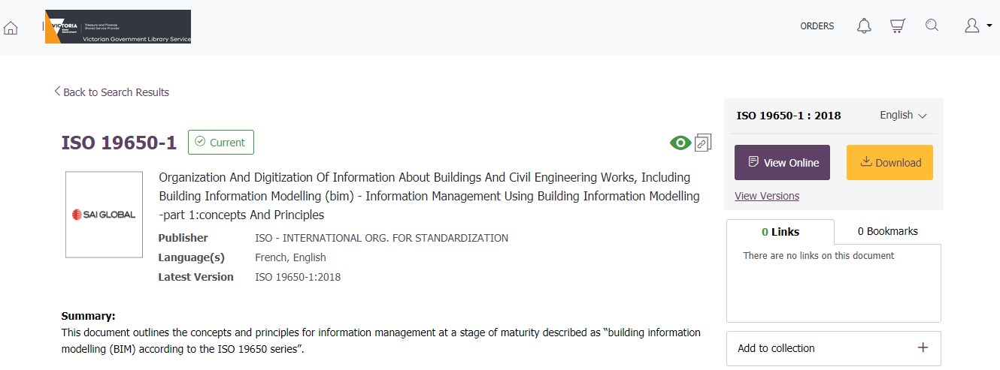 VICTORIA
State
Government
Treasury and Finance
Shared Service Provider
Victorian Government Library Service
ORDERS
Back to Search Results
ISO 19650-1
Current
SAI GLOBAL
Organization And Digitization Of Information About Buildings And Civil Engineering Works, Including
Building Information Modelling (bim) - Information Management Using Building Information Modelling
-part 1:concepts And Principles
Publisher ISO - INTERNATIONAL ORG. FOR STANDARDIZATION
Language(s) French, English
Latest Version ISO 19650-1:2018
Summary:
This document outlines the concepts and principles for information management at a stage of maturity described as “building information
modelling (BIM) according to the ISO 19650 series”.
ISO 19650-1 : 2018 English
View Online Download
View Versions
0 Links 0 Bookmarks
There are no links on this document
Add to collection +